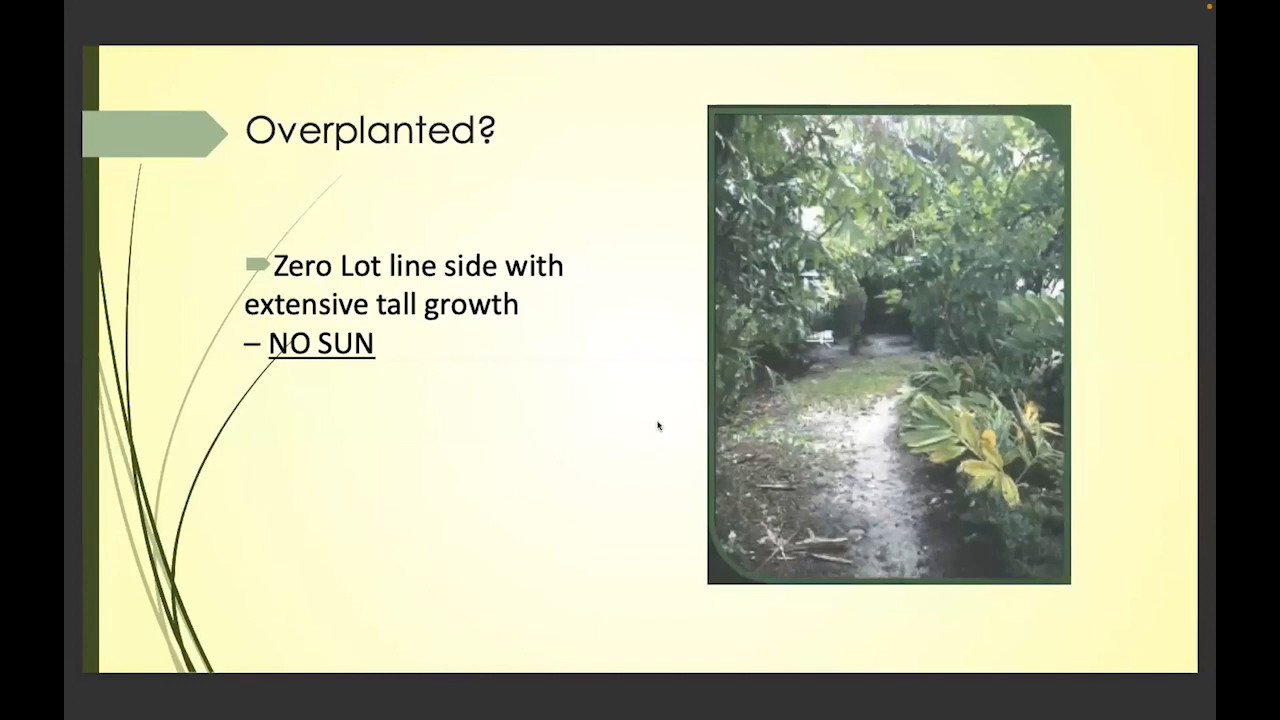 Overplanted?
Zero Lot line side with
extensive tall growth
– NO SUN